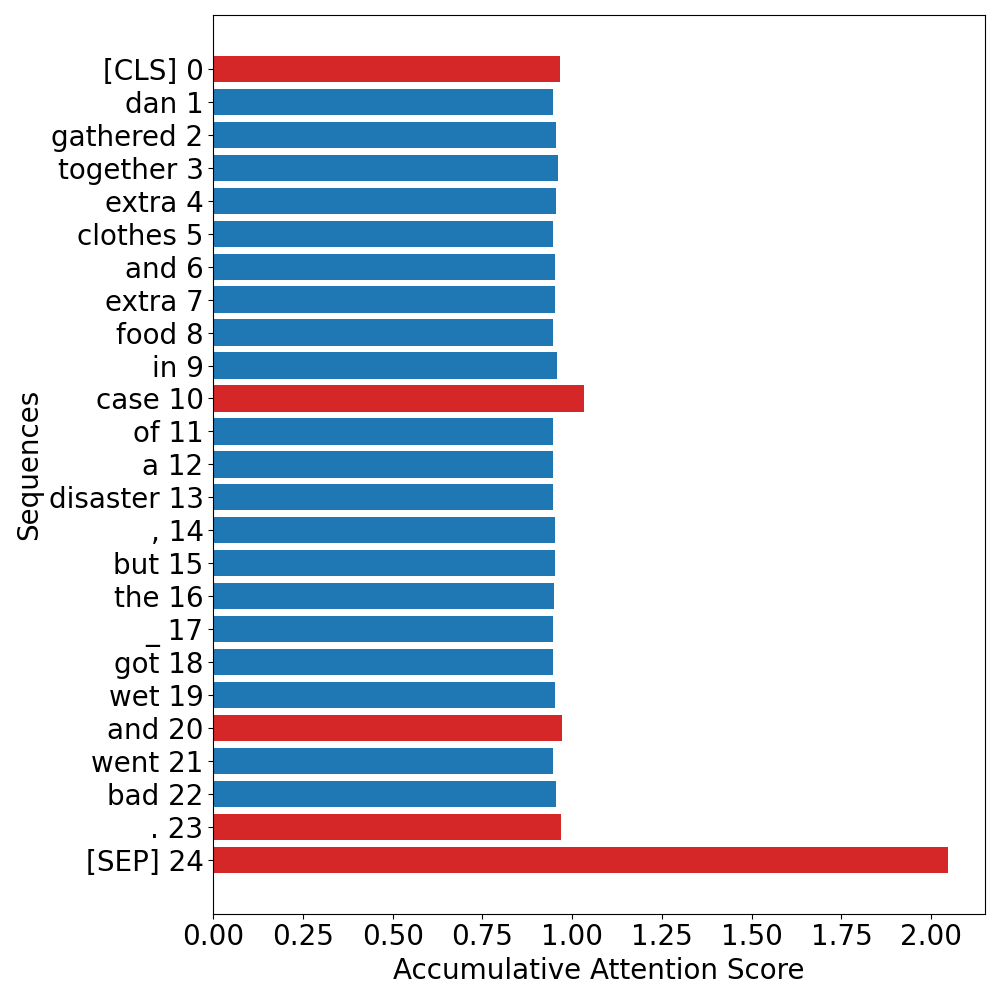 [CLS] 0
dan 1
gathered 2
together 3
extra 4
clothes 5
and 6
extra 7
food 8
in 9
case 10
of 11
a 12
disaster 13
, 14
but 15
the 16
_ 17
got 18
wet 19
and 20
went 21
bad 22
. 23
[SEP] 24
Sequences
0.00 0.25 0.50 0.75 1.00 1.25 1.50 1.75 2.00
Accumulative Attention Score